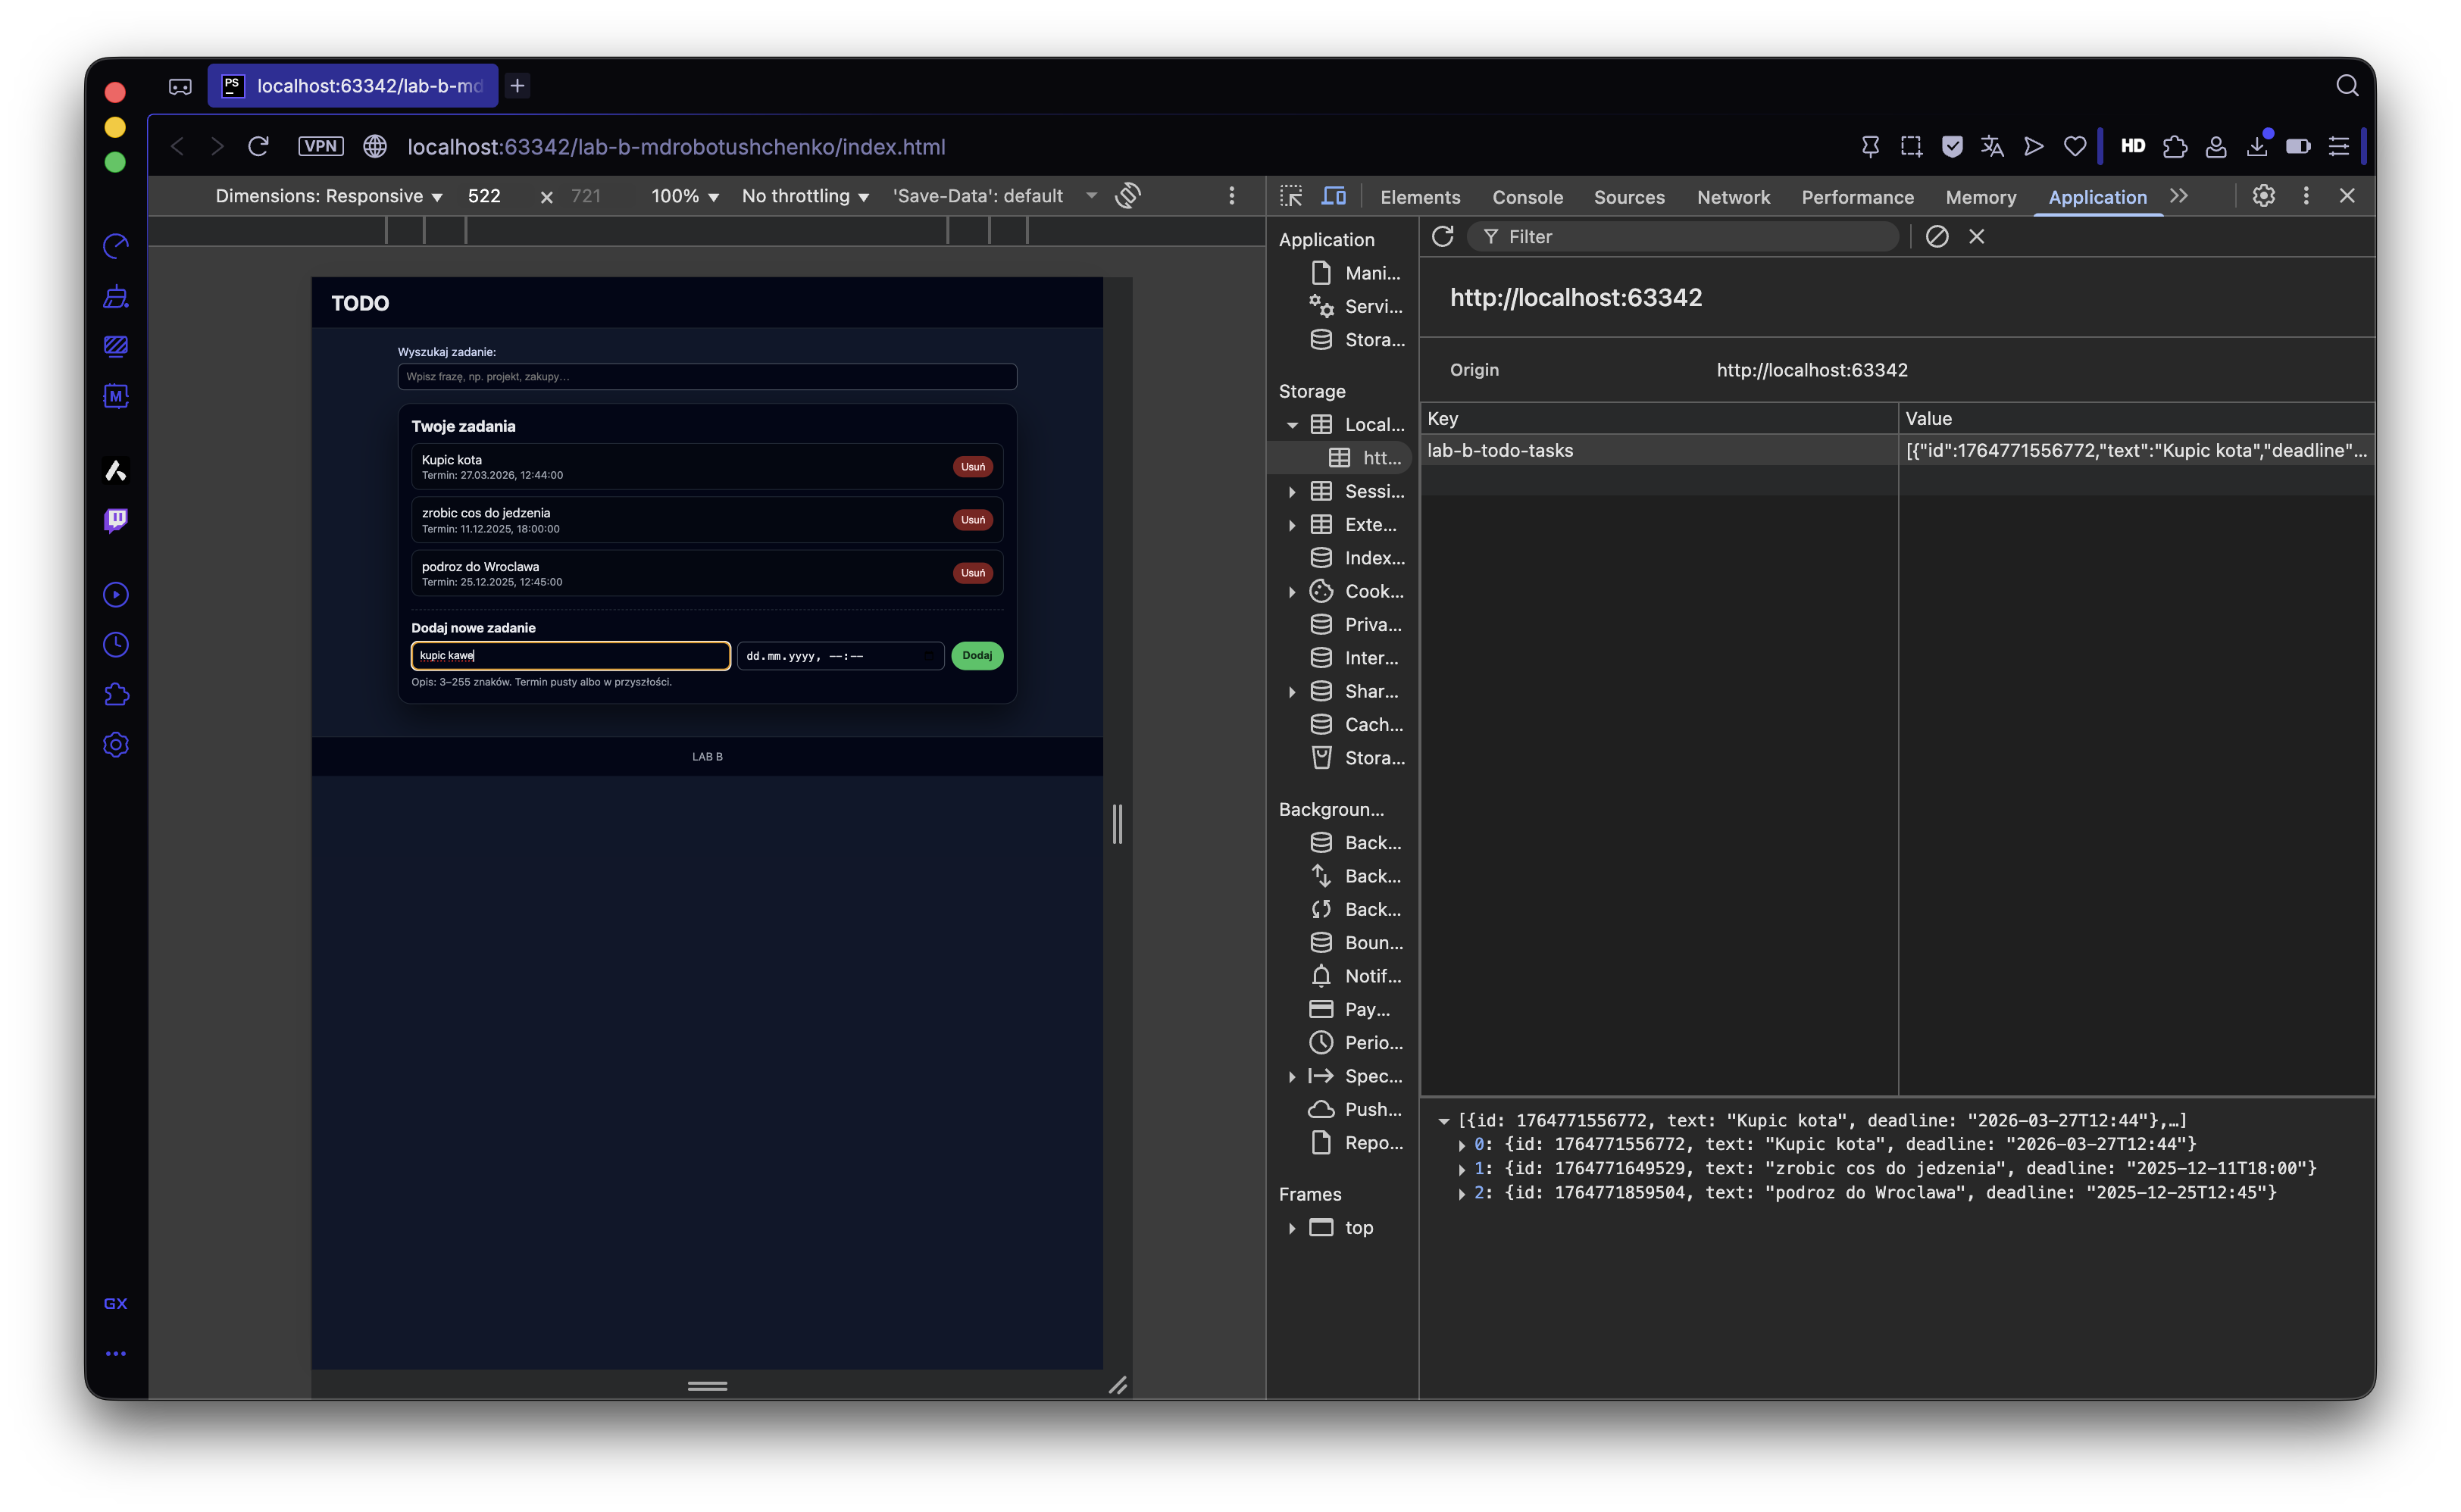 PS localhost:63342/lab-b-md
VPN localhost:63342/lab-b-mdrobotushchenko/index.html HD
Dimensions: Responsive 522 × 721 100% No throttling 'Save-Data': default
Elements Console Sources Network Performance Memory Application
M
GX
TODO
Wyszukaj zadanie:
Wpisz frazę, np. projekt, zakupy...
Twoje zadania
Kupic kota
Termin: 27.03.2026, 12:44:00
Usuń
zrobic cos do jedzenia
Termin: 11.12.2025, 18:00:00
Usuń
podroz do Wroclawa
Termin: 25.12.2025, 12:45:00
Usuń
Dodaj nowe zadanie
kupic kawe dd.mm.yyyy, --:-- Dodaj
Opis: 3–255 znaków. Termin pusty albo w przyszłości.
LAB B
Application
Mani...
Servi...
Stora...
Storage
Local...
htt...
Sessi...
Exte...
Index...
Cook...
Priva...
Inter...
Shar...
Cach...
Stora...
Backgroun...
Back...
Back...
Back...
Boun...
Notif...
Pay...
Perio...
Spec...
Push...
Repo...
Frames
top
Filter
http://localhost:63342
Origin http://localhost:63342
Key Value
lab-b-todo-tasks [{"id":1764771556772,"text":"Kupic kota","deadline"...
[{id: 1764771556772, text: "Kupic kota", deadline: "2026-03-27T12:44"},…]
0: {id: 1764771556772, text: "Kupic kota", deadline: "2026-03-27T12:44"}
1: {id: 1764771649529, text: "zrobic cos do jedzenia", deadline: "2025-12-11T18:00"}
2: {id: 1764771859504, text: "podroz do Wroclawa", deadline: "2025-12-25T12:45"}